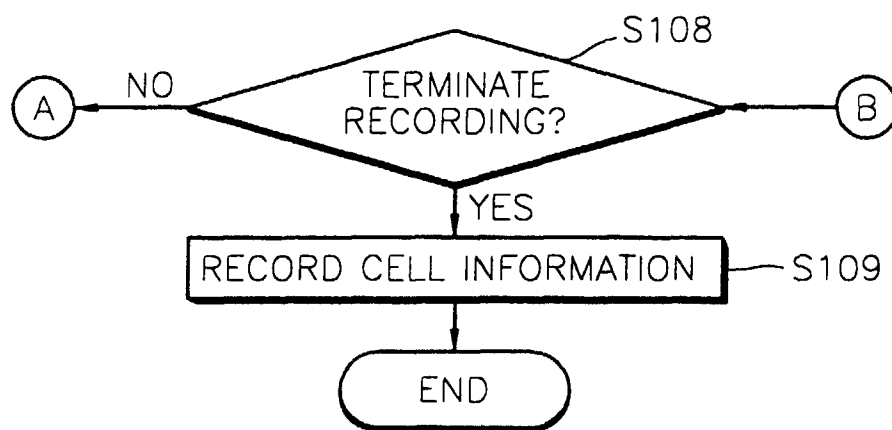 S108
A
NO
TERMINATE
RECORDING?
B
YES
RECORD CELL INFORMATION
S109
END